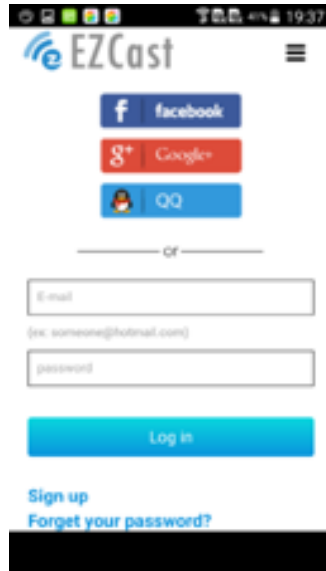 19:37
EZCast
f facebook
g+ Google+
QQ
or
E-mail
(ex: someone@hotmail.com)
password
Log in
Sign up
Forget your password?